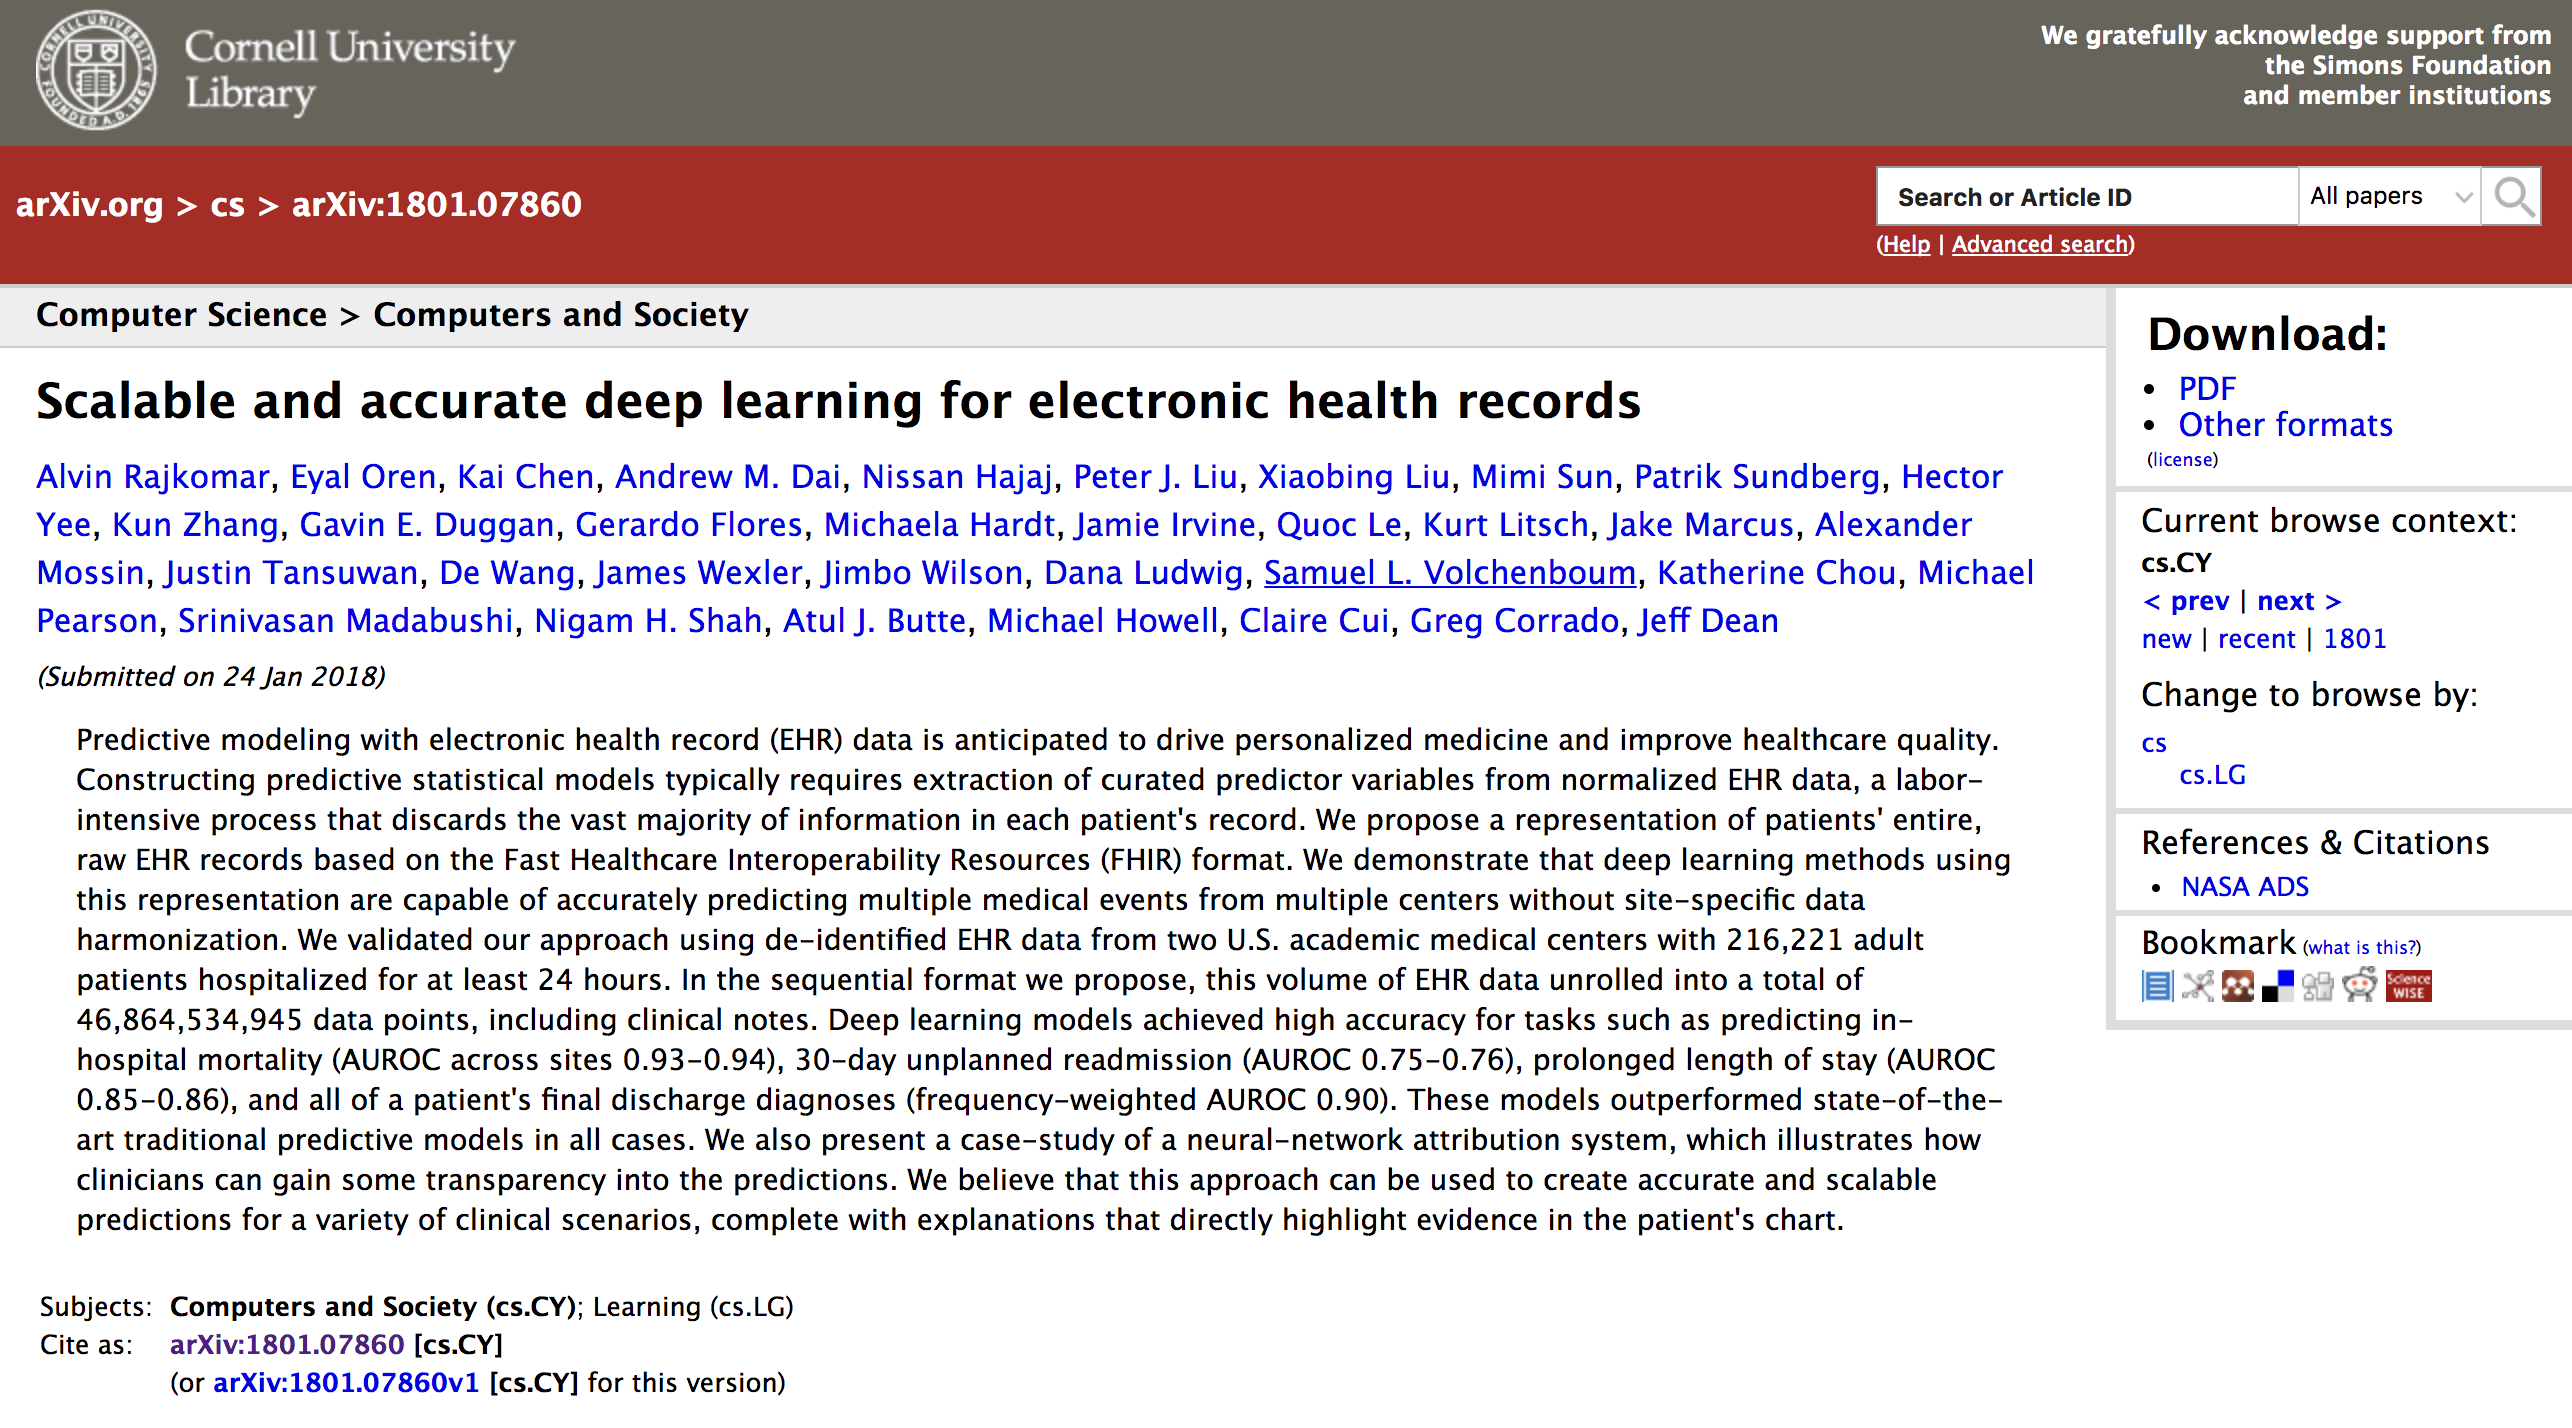 Cornell University
Library
We gratefully acknowledge support from
the Simons Foundation
and member institutions
arXiv.org > cs > arXiv:1801.07860
Search or Article ID
All papers
(Help | Advanced search)
Computer Science > Computers and Society
Scalable and accurate deep learning for electronic health records
Alvin Rajkomar, Eyal Oren, Kai Chen, Andrew M. Dai, Nissan Hajaj, Peter J. Liu, Xiaobing Liu, Mimi Sun, Patrik Sundberg, Hector
Yee, Kun Zhang, Gavin E. Duggan, Gerardo Flores, Michaela Hardt, Jamie Irvine, Quoc Le, Kurt Litsch, Jake Marcus, Alexander
Mossin, Justin Tansuwan, De Wang, James Wexler, Jimbo Wilson, Dana Ludwig, Samuel L. Volchenboum, Katherine Chou, Michael
Pearson, Srinivasan Madabushi, Nigam H. Shah, Atul J. Butte, Michael Howell, Claire Cui, Greg Corrado, Jeff Dean
(Submitted on 24 Jan 2018)
Predictive modeling with electronic health record (EHR) data is anticipated to drive personalized medicine and improve healthcare quality.
Constructing predictive statistical models typically requires extraction of curated predictor variables from normalized EHR data, a labor-
intensive process that discards the vast majority of information in each patient's record. We propose a representation of patients' entire,
raw EHR records based on the Fast Healthcare Interoperability Resources (FHIR) format. We demonstrate that deep learning methods using
this representation are capable of accurately predicting multiple medical events from multiple centers without site-specific data
harmonization. We validated our approach using de-identified EHR data from two U.S. academic medical centers with 216,221 adult
patients hospitalized for at least 24 hours. In the sequential format we propose, this volume of EHR data unrolled into a total of
46,864,534,945 data points, including clinical notes. Deep learning models achieved high accuracy for tasks such as predicting in-
hospital mortality (AUROC across sites 0.93-0.94), 30-day unplanned readmission (AUROC 0.75-0.76), prolonged length of stay (AUROC
0.85-0.86), and all of a patient's final discharge diagnoses (frequency-weighted AUROC 0.90). These models outperformed state-of-the-
art traditional predictive models in all cases. We also present a case-study of a neural-network attribution system, which illustrates how
clinicians can gain some transparency into the predictions. We believe that this approach can be used to create accurate and scalable
predictions for a variety of clinical scenarios, complete with explanations that directly highlight evidence in the patient's chart.
Subjects: Computers and Society (cs.CY); Learning (cs.LG)
Cite as: arXiv:1801.07860 [cs.CY]
(or arXiv:1801.07860v1 [cs.CY] for this version)
Download:
• PDF
• Other formats
(license)
Current browse context:
cs.CY
< prev | next >
new | recent | 1801
Change to browse by:
cs
cs.LG
References & Citations
• NASA ADS
Bookmark (what is this?)
Science
WISE